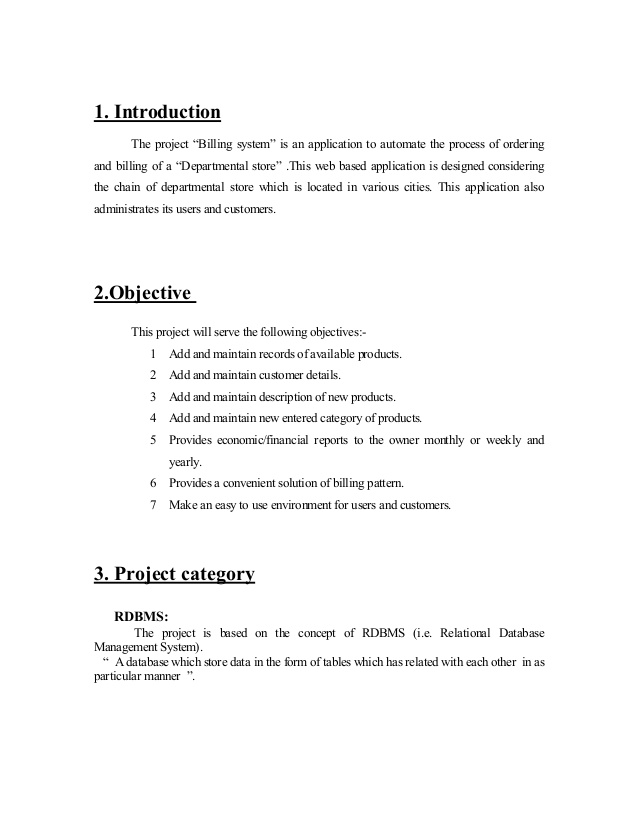 1. Introduction
The project “Billing system” is an application to automate the process of ordering
and billing of a “Departmental store” .This web based application is designed considering
the chain of departmental store which is located in various cities. This application also
administrates its users and customers.
2.Objective
This project will serve the following objectives:-
1 Add and maintain records of available products.
2 Add and maintain customer details.
3 Add and maintain description of new products.
4 Add and maintain new entered category of products.
5 Provides economic/financial reports to the owner monthly or weekly and
yearly.
6 Provides a convenient solution of billing pattern.
7 Make an easy to use environment for users and customers.
3. Project category
RDBMS:
The project is based on the concept of RDBMS (i.e. Relational Database
Management System).
“ A database which store data in the form of tables which has related with each other in as
particular manner ”.